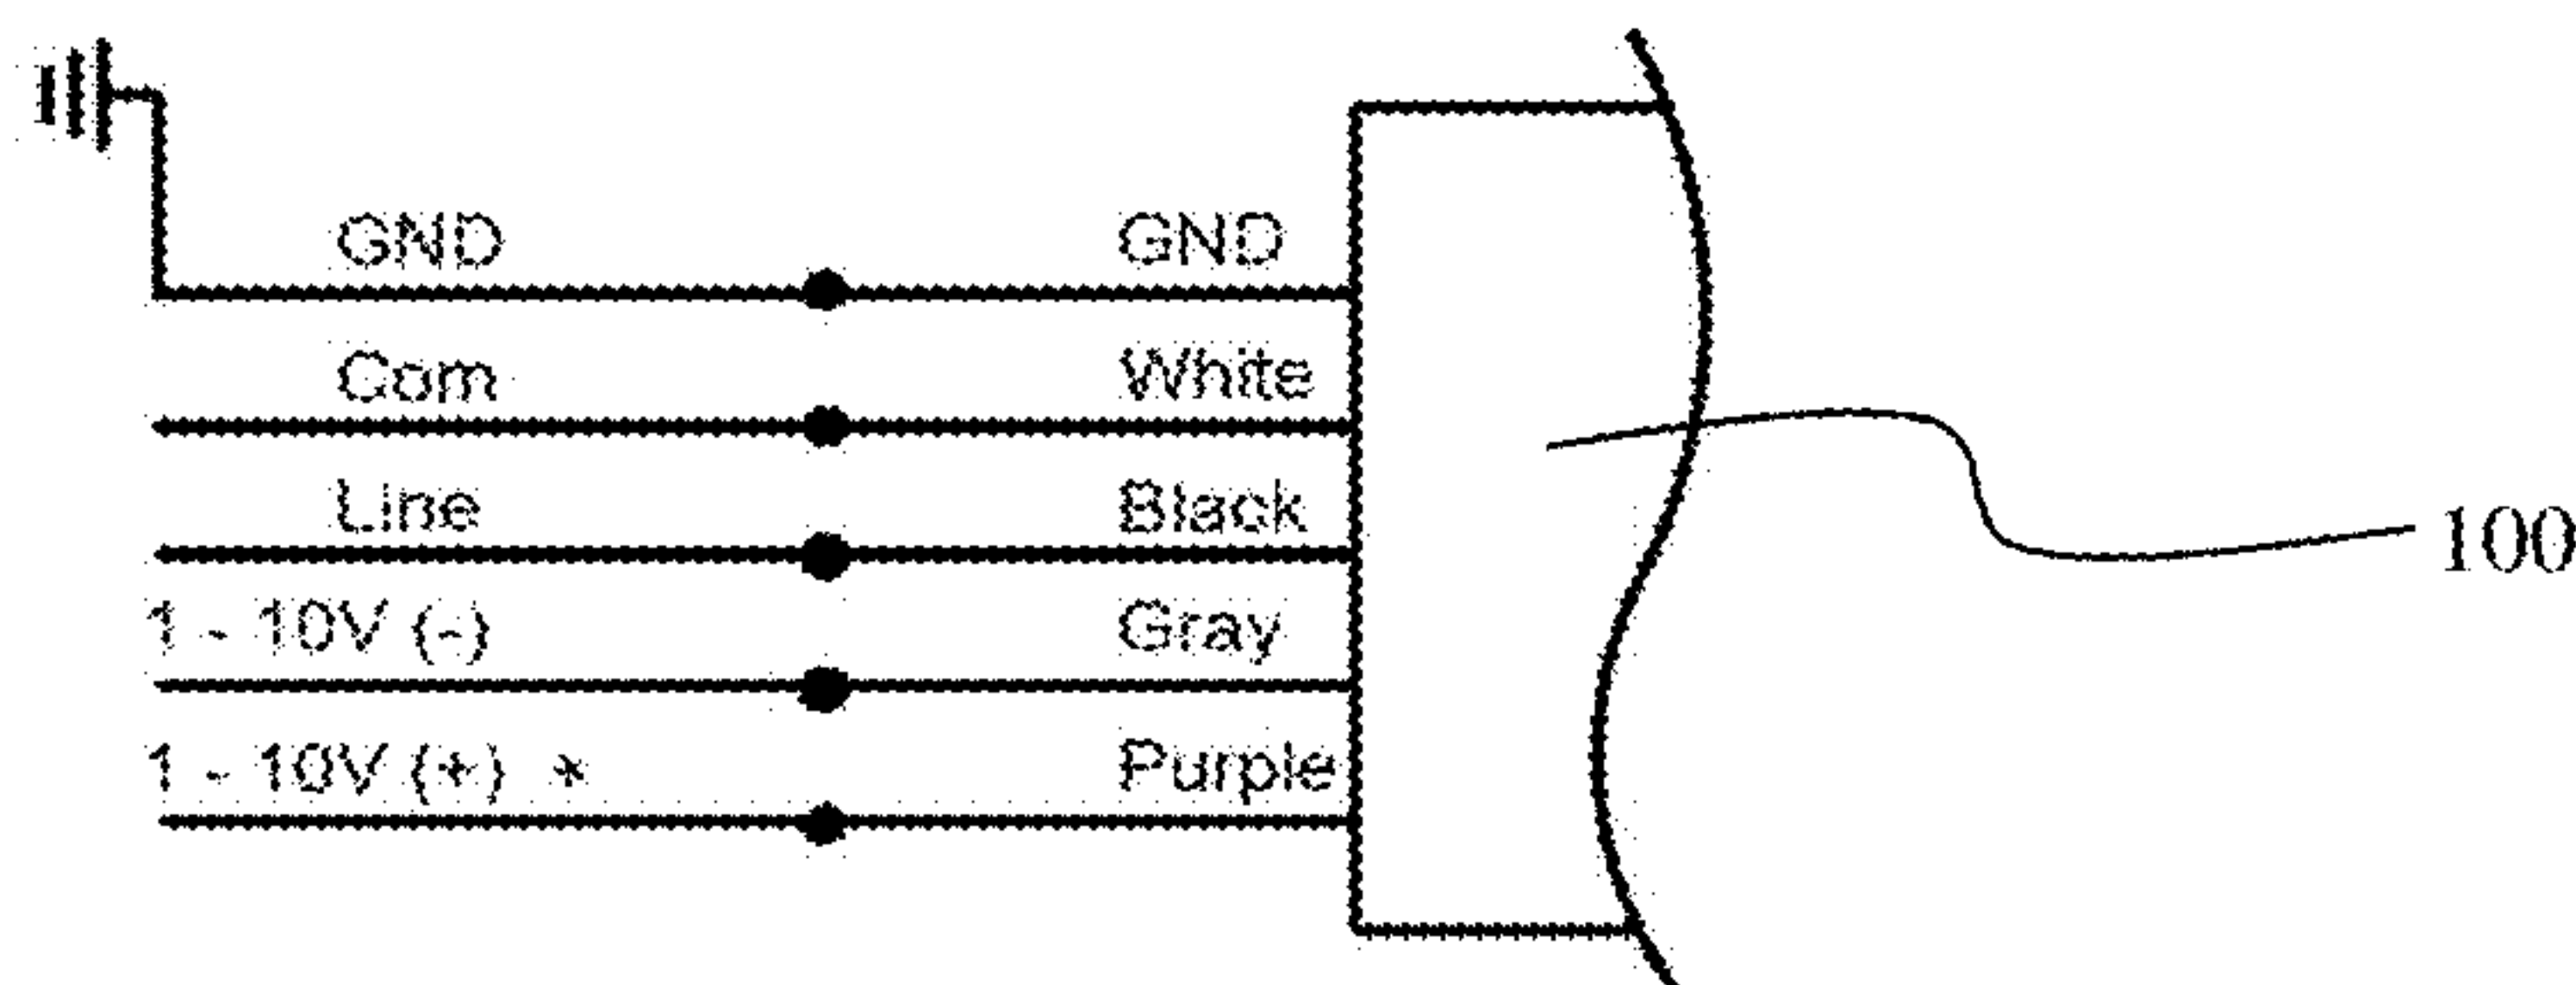 GND GND
Com White
Line Black
100
1 - 10V (-) Gray
1 - 10V (+) * Purple